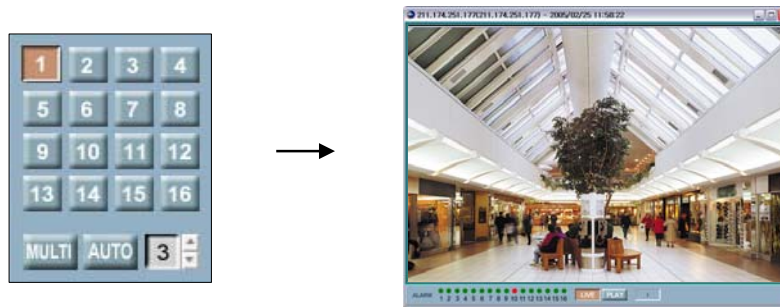 1 2 3 4
5 6 7 8
9 10 11 12
13 14 15 16
MULTI AUTO 3
211.174.251.177(211.174.251.177) - 2005/02/25 11:58:22
ALARM 1 2 3 4 5 6 7 8 9 10 11 12 13 14 15 16 LIVE PLAY